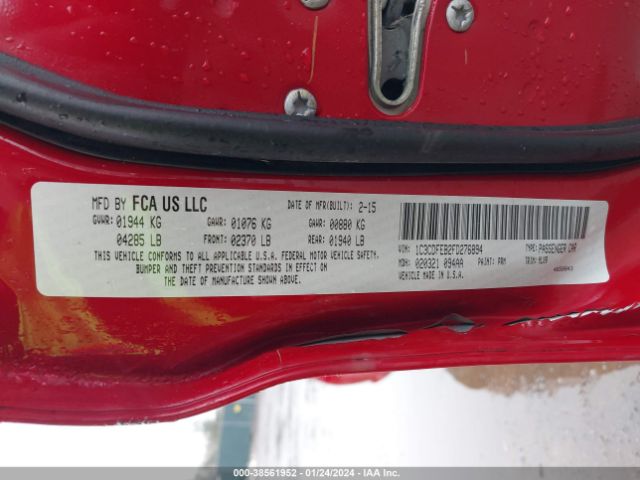 MFD BY FCA US LLC DATE OF MFR(BUILT): 2-15
GVWR: 01944 KG GAWR: 01076 KG GAWR: 00880 KG
04285 LB FRONT: 02370 LB REAR: 01940 LB
THIS VEHICLE CONFORMS TO ALL APPLICABLE U.S.A. FEDERAL MOTOR VEHICLE SAFETY,
BUMPER AND THEFT PREVENTION STANDARDS IN EFFECT ON
THE DATE OF MANUFACTURE SHOWN ABOVE.
VIN: 1C3CDFEB2FD276894 TYPE: PASSENGER CAR
MDH: 020321 094AA PAINT: PRM TRIM:
VEHICLE MADE IN U.S.A.
000-38561952 - 01/24/2024 - IAA Inc.